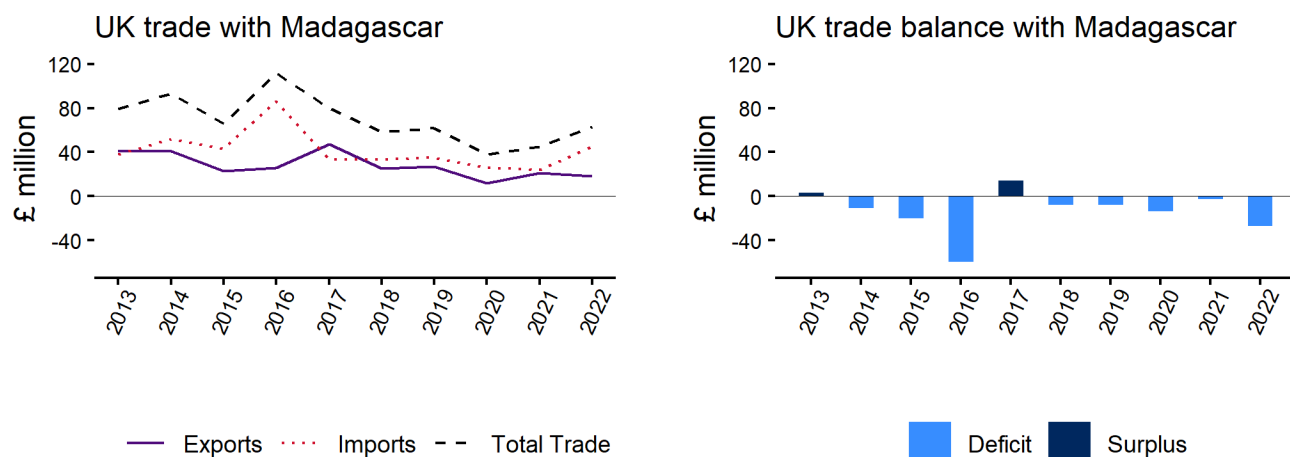 UK trade with Madagascar
£ million
120
80
40
0
-40
2013 2014 2015 2016 2017 2018 2019 2020 2021 2022
Exports Imports Total Trade
UK trade balance with Madagascar
£ million
120
80
40
0
-40
2013 2014 2015 2016 2017 2018 2019 2020 2021 2022
Deficit Surplus